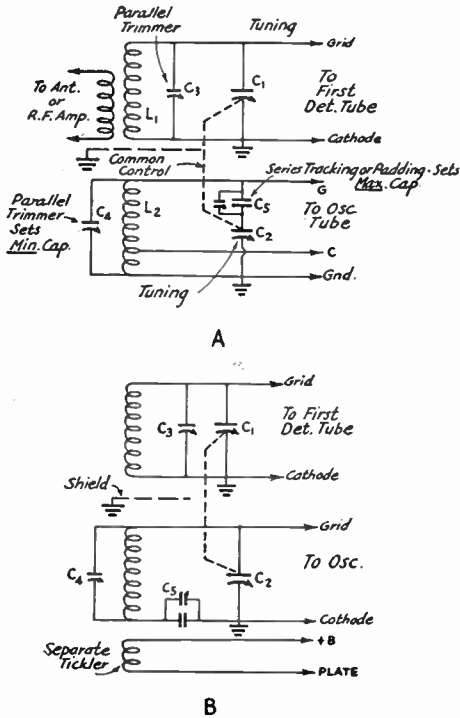 Parallel
Trimmer
Tuning
Grid
C3
C1
To
First
Det. Tube
To Ant.
or
R.F. Amp.
L1
Cathode
Common
Control
Series Tracking or Padding - Sets
Max. Cap.
G
Parallel
Trimmer
Sets
Min. Cap.
C4
L2
C5
To Osc
Tube
C2
C
Tuning
Gnd.
A
Grid
C3
C1
To First
Det. Tube
Shield
Cathode
Grid
C4
C5
C2
To Osc.
Cathode
+B
Separate
Tickler
PLATE
B